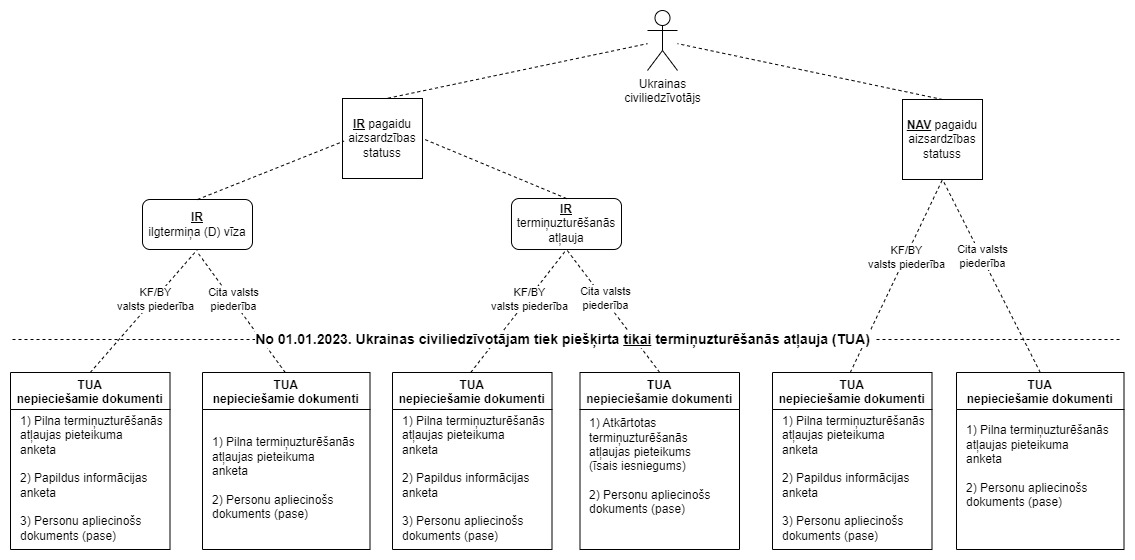 Ukrainas
civiliedzīvotājs
IR pagaidu
aizsardzības
statuss
NAV pagaidu
aizsardzības
statuss
IR
ilgtermiņa (D) vīza
IR
termiņuzturēšanās
atļauja
KF/BY
valsts piederība
Cita valsts
piederība
KF/BY
valsts piederība
Cita valsts
piederība
KF/BY
valsts piederība
Cita valsts
piederība
No 01.01.2023. Ukrainas civiliedzīvotājam tiek piešķirta tikai termiņuzturēšanās atļauja (TUA)
TUA
nepieciešamie dokumenti
1) Pilna termiņuzturēšanās
atļaujas pieteikuma
anketa
2) Papildus informācijas
anketa
3) Personu apliecinošs
dokuments (pase)
TUA
nepieciešamie dokumenti
1) Pilna termiņuzturēšanās
atļaujas pieteikuma
anketa
2) Personu apliecinošs
dokuments (pase)
TUA
nepieciešamie dokumenti
1) Pilna termiņuzturēšanās
atļaujas pieteikuma
anketa
2) Papildus informācijas
anketa
3) Personu apliecinošs
dokuments (pase)
TUA
nepieciešamie dokumenti
1) Atkārtotas
termiņuzturēšanās
atļaujas pieteikums
(īsais iesniegums)
2) Personu apliecinošs
dokuments (pase)
TUA
nepieciešamie dokumenti
1) Pilna termiņuzturēšanās
atļaujas pieteikuma
anketa
2) Papildus informācijas
anketa
3) Personu apliecinošs
dokuments (pase)
TUA
nepieciešamie dokumenti
1) Pilna termiņuzturēšanās
atļaujas pieteikuma
anketa
2) Personu apliecinošs
dokuments (pase)